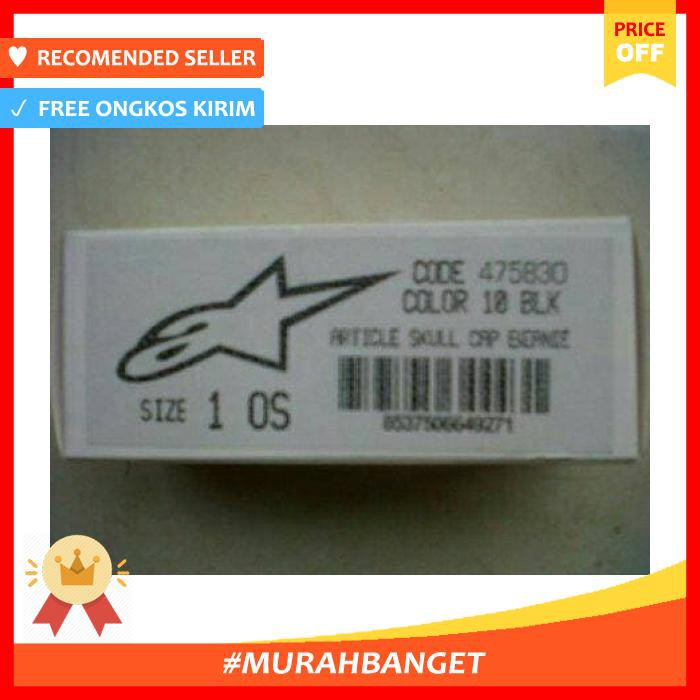 RECOMENDED SELLER
FREE ONGKOS KIRIM
PRICE
OFF
CODE 475830
COLOR 10 BLK
ARTICLE SKULL CAP BEANIE
SIZE 1 OS
8537506649271
#MURAHBANGET